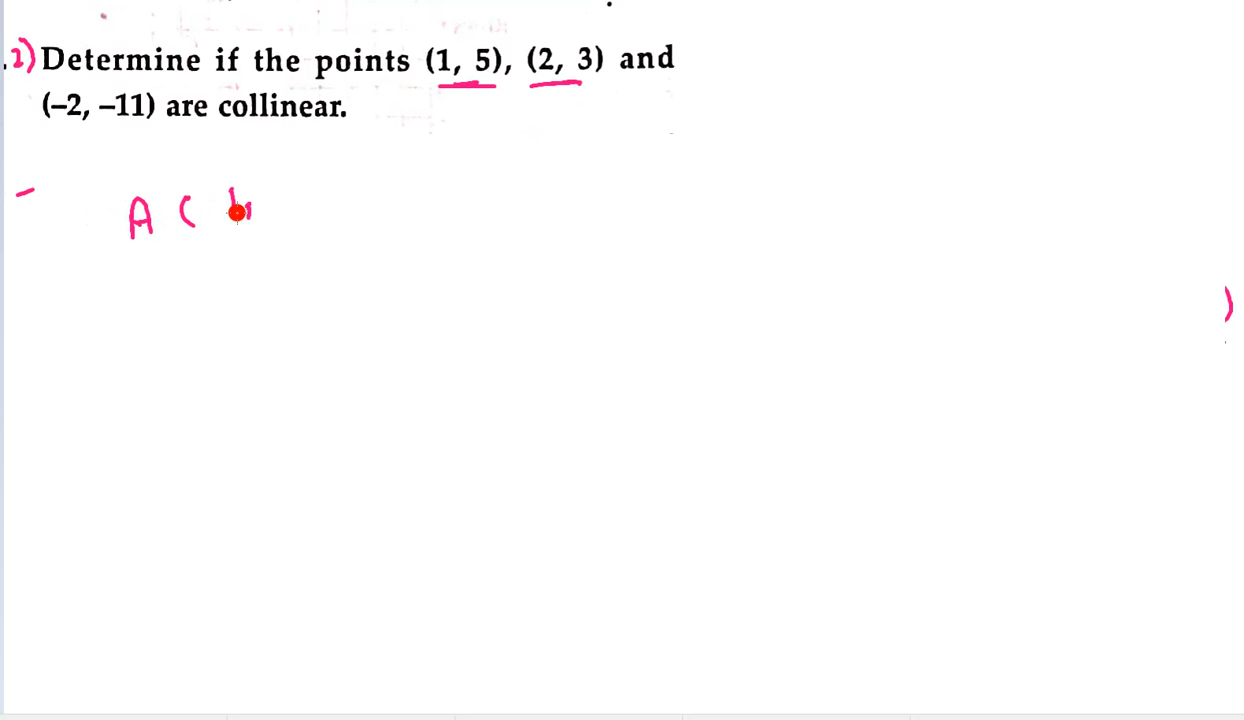 .2) Determine if the points (1, 5), (2, 3) and
(–2, –11) are collinear.
A (
)